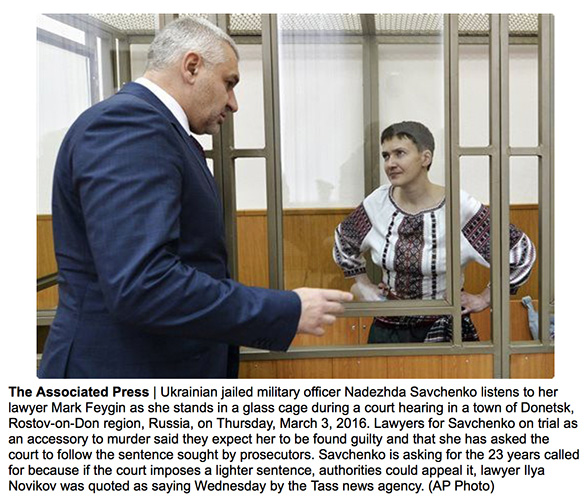 The Associated Press | Ukrainian jailed military officer Nadezhda Savchenko listens to her
lawyer Mark Feygin as she stands in a glass cage during a court hearing in a town of Donetsk,
Rostov-on-Don region, Russia, on Thursday, March 3, 2016. Lawyers for Savchenko on trial as
an accessory to murder said they expect her to be found guilty and that she has asked the
court to follow the sentence sought by prosecutors. Savchenko is asking for the 23 years called
for because if the court imposes a lighter sentence, authorities could appeal it, lawyer Ilya
Novikov was quoted as saying Wednesday by the Tass news agency. (AP Photo)